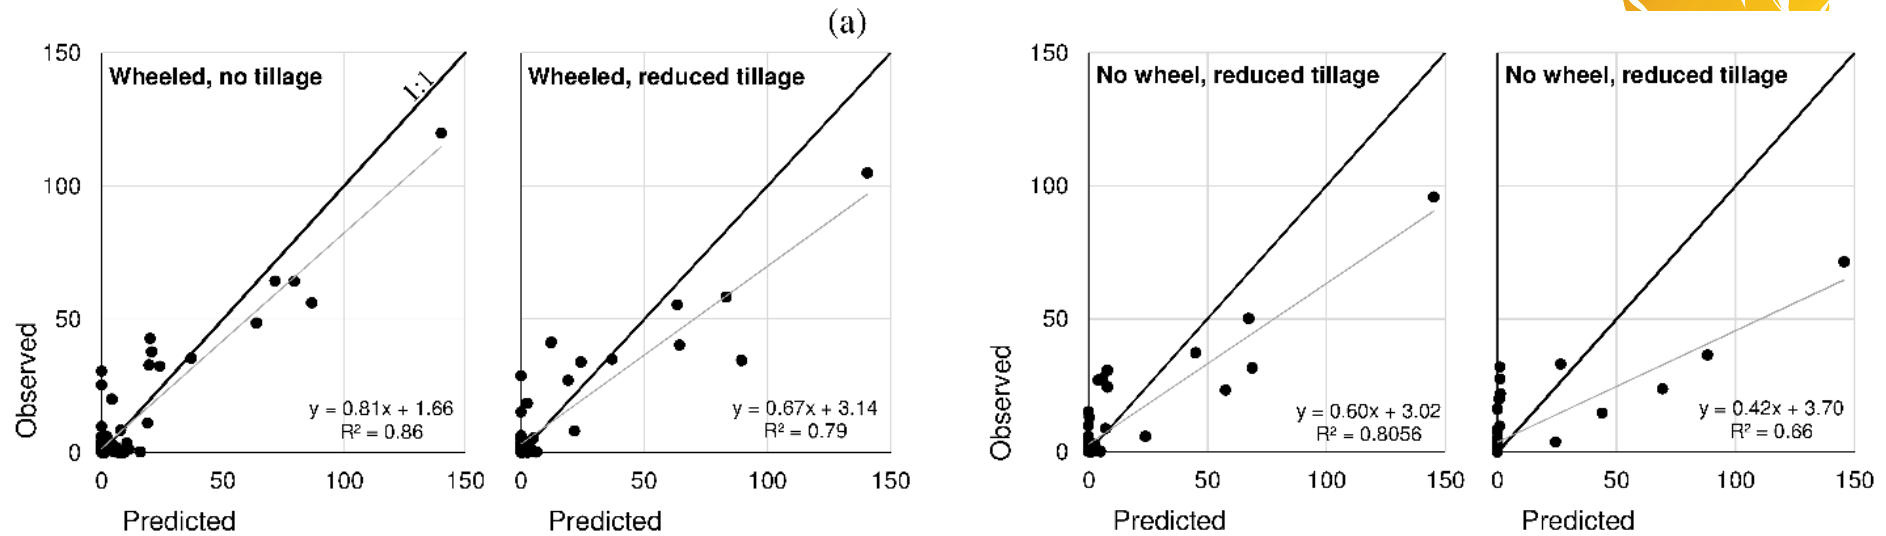 (a)
150
100
50
0
Observed
Wheeled, no tillage
1:1
y = 0.81x + 1.66
R² = 0.86
0 50 100 150
Predicted
Wheeled, reduced tillage
y = 0.67x + 3.14
R² = 0.79
0 50 100 150
Predicted
150
100
50
0
Observed
No wheel, reduced tillage
y = 0.60x + 3.02
R² = 0.8056
0 50 100 150
Predicted
No wheel, reduced tillage
y = 0.42x + 3.70
R² = 0.66
0 50 100 150
Predicted